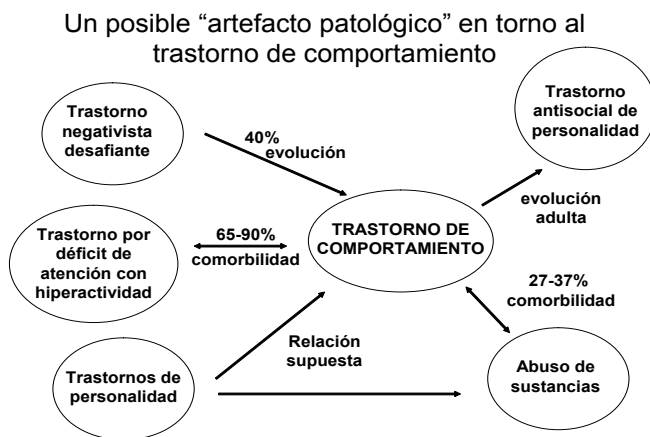 Un posible “artefacto patológico” en torno al
trastorno de comportamiento
Trastorno
negativista
desafiante
40%
evolución
Trastorno
antisocial de
personalidad
Trastorno por
déficit de
atención con
hiperactividad
65-90%
comorbilidad
TRASTORNO DE
COMPORTAMIENTO
evolución
adulta
27-37%
comorbilidad
Relación
supuesta
Trastornos de
personalidad
Abuso de
sustancias